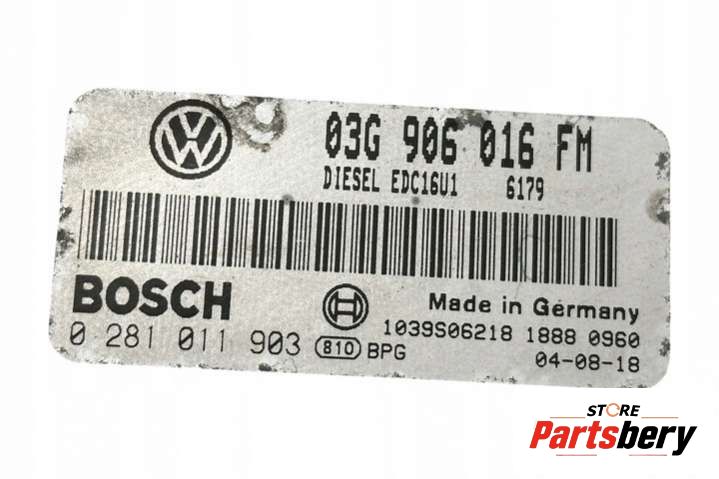 03G 906 016 FM
DIESEL EDC16U1 6179
BOSCH
Made in Germany
0 281 011 903 810 BPG
1039S06218 1888 0960
04-08-18
STORE
Partsbery